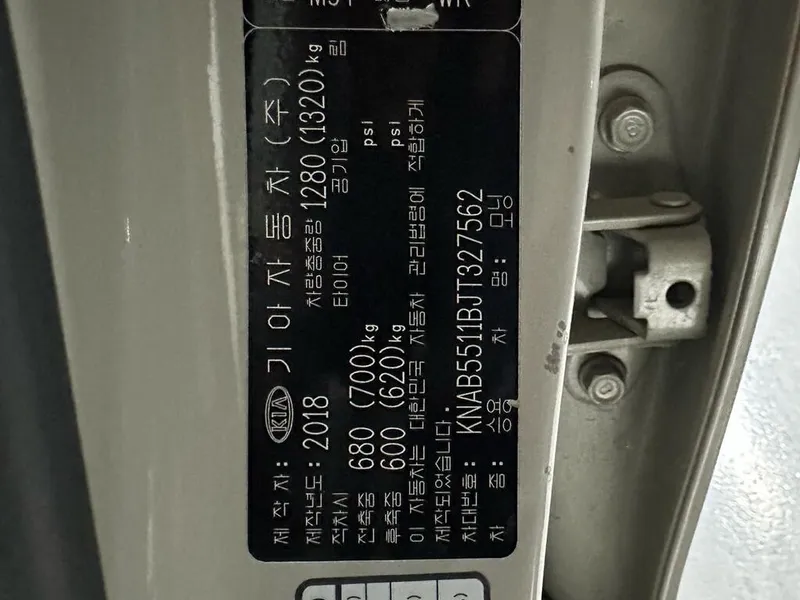 제 작 자: KIA 기 아 자 동 차 (주)
제작년도: 2018 차량총중량 1280 (1320)kg
적차시 타이어 공기압 림
전축중 680 (700)kg psi
후축중 600 (620)kg psi
이 자동차는 대한민국 자동차 관리법령에 적합하게
제작되었습니다.
차대번호: KNAB5511BJT327562
차 종: 승용 차 명: 모닝